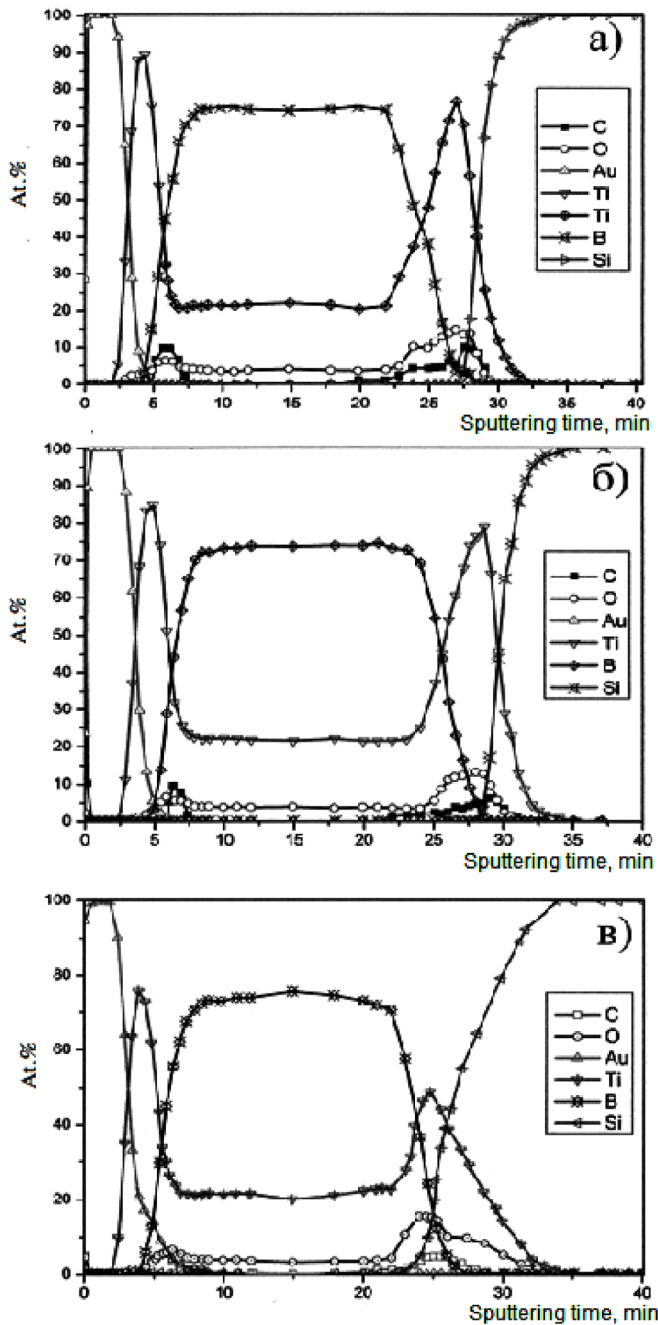 100
90
80
70
60
50
40
30
20
10
0
At.%
а)
C
O
Au
Ti
Ti
B
Si
0 5 10 15 20 25 30 35 40
Sputtering time, min
100
90
80
70
60
50
40
30
20
10
0
At.%
б)
C
O
Au
Ti
B
Si
0 5 10 15 20 25 30 35 40
Sputtering time, min
100
80
60
40
20
0
At.%
в)
C
O
Au
Ti
B
Si
0 5 10 15 20 25 30 40
Sputtering time, min